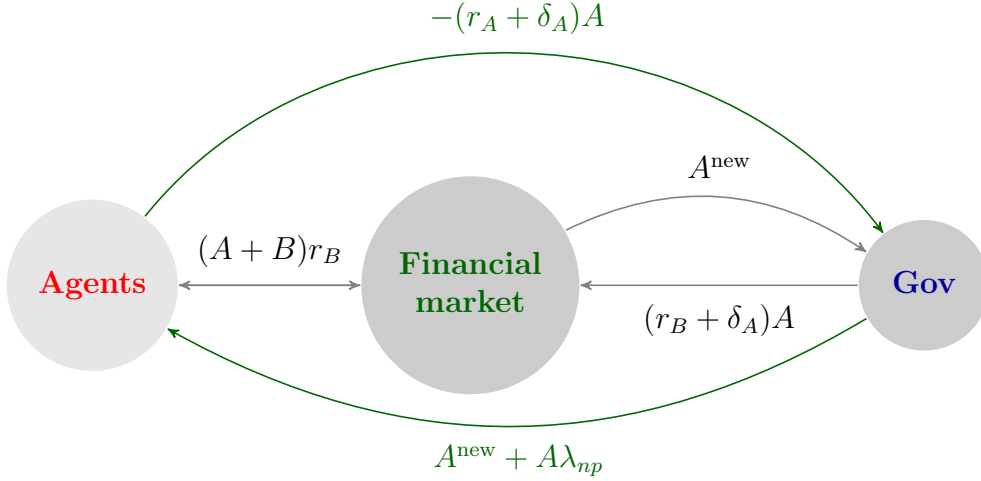 −(r_A + δ_A)A
A^new
(A + B)r_B
Agents
Financial
market
Gov
(r_B + δ_A)A
A^new + Aλ_np